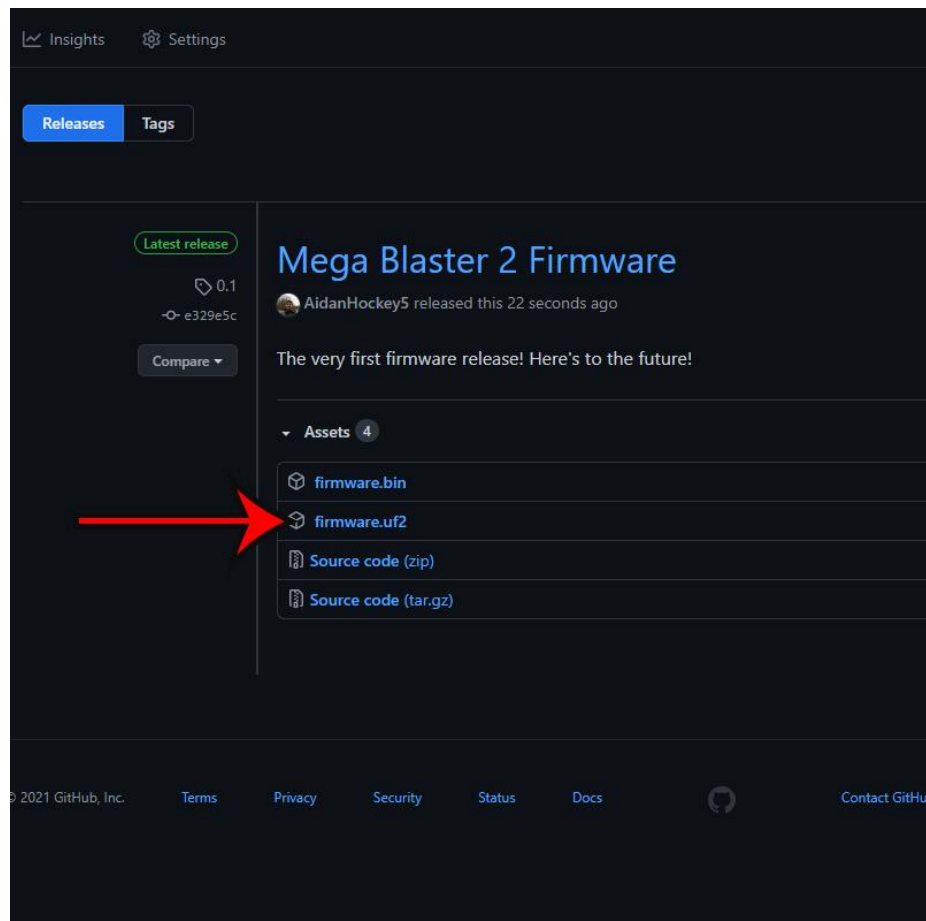 Insights Settings
Releases Tags
Latest release
0.1
e329e5c
Compare
Mega Blaster 2 Firmware
AidanHockey5 released this 22 seconds ago
The very first firmware release! Here's to the future!
Assets 4
firmware.bin
firmware.uf2
Source code (zip)
Source code (tar.gz)
© 2021 GitHub, Inc. Terms Privacy Security Status Docs Contact GitHu